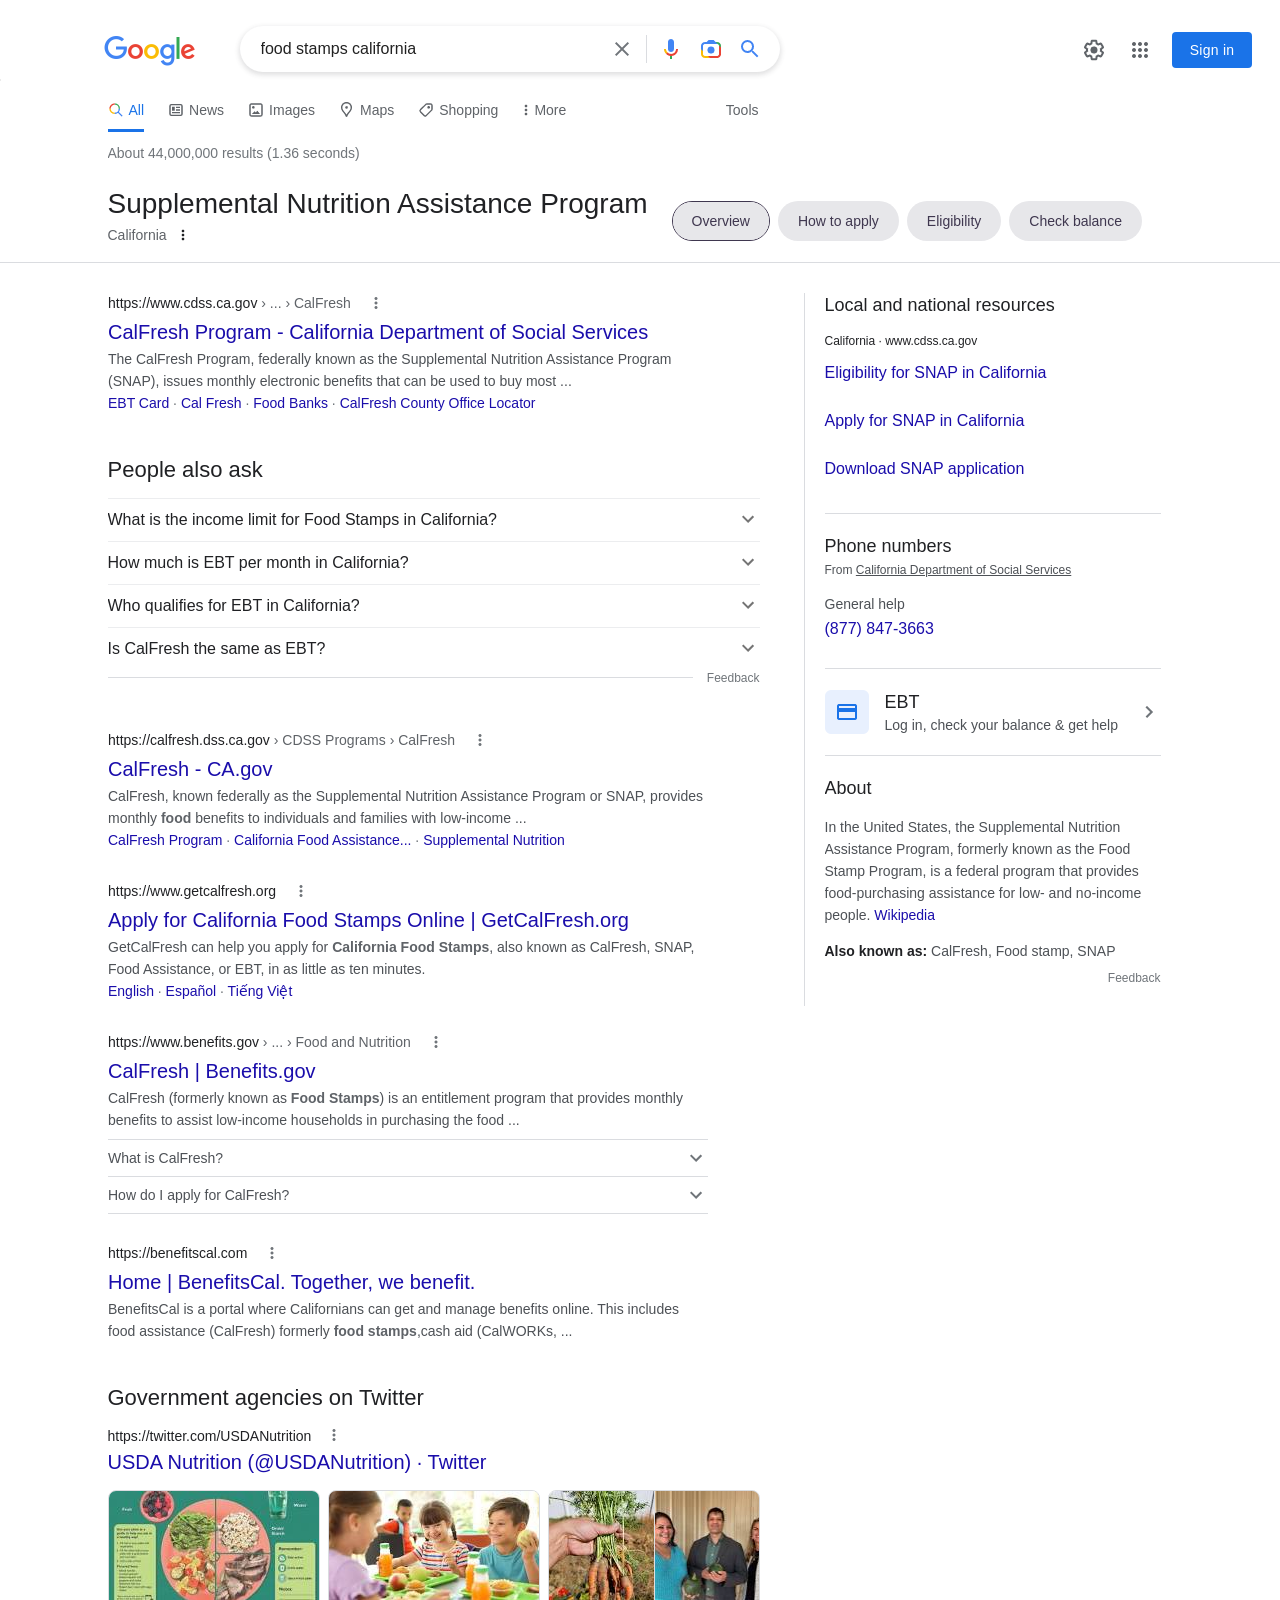 Google
food stamps california
Sign in
All
News
Images
Maps
Shopping
More
Tools
About 44,000,000 results (1.36 seconds)
Supplemental Nutrition Assistance Program
California
Overview
How to apply
Eligibility
Check balance
https://www.cdss.ca.gov › ... › CalFresh
CalFresh Program - California Department of Social Services
The CalFresh Program, federally known as the Supplemental Nutrition Assistance Program
(SNAP), issues monthly electronic benefits that can be used to buy most ...
EBT Card · Cal Fresh · Food Banks · CalFresh County Office Locator
People also ask
What is the income limit for Food Stamps in California?
How much is EBT per month in California?
Who qualifies for EBT in California?
Is CalFresh the same as EBT?
Feedback
https://calfresh.dss.ca.gov › CDSS Programs › CalFresh
CalFresh - CA.gov
CalFresh, known federally as the Supplemental Nutrition Assistance Program or SNAP, provides
monthly food benefits to individuals and families with low-income ...
CalFresh Program · California Food Assistance... · Supplemental Nutrition
https://www.getcalfresh.org
Apply for California Food Stamps Online | GetCalFresh.org
GetCalFresh can help you apply for California Food Stamps, also known as CalFresh, SNAP,
Food Assistance, or EBT, in as little as ten minutes.
English · Español · Tiếng Việt
https://www.benefits.gov › ... › Food and Nutrition
CalFresh | Benefits.gov
CalFresh (formerly known as Food Stamps) is an entitlement program that provides monthly
benefits to assist low-income households in purchasing the food ...
What is CalFresh?
How do I apply for CalFresh?
https://benefitscal.com
Home | BenefitsCal. Together, we benefit.
BenefitsCal is a portal where Californians can get and manage benefits online. This includes
food assistance (CalFresh) formerly food stamps,cash aid (CalWORKs, ...
Government agencies on Twitter
https://twitter.com/USDANutrition
USDA Nutrition (@USDANutrition) · Twitter
Local and national resources
California · www.cdss.ca.gov
Eligibility for SNAP in California
Apply for SNAP in California
Download SNAP application
Phone numbers
From California Department of Social Services
General help
(877) 847-3663
EBT
Log in, check your balance & get help
About
In the United States, the Supplemental Nutrition
Assistance Program, formerly known as the Food
Stamp Program, is a federal program that provides
food-purchasing assistance for low- and no-income
people. Wikipedia
Also known as: CalFresh, Food stamp, SNAP
Feedback